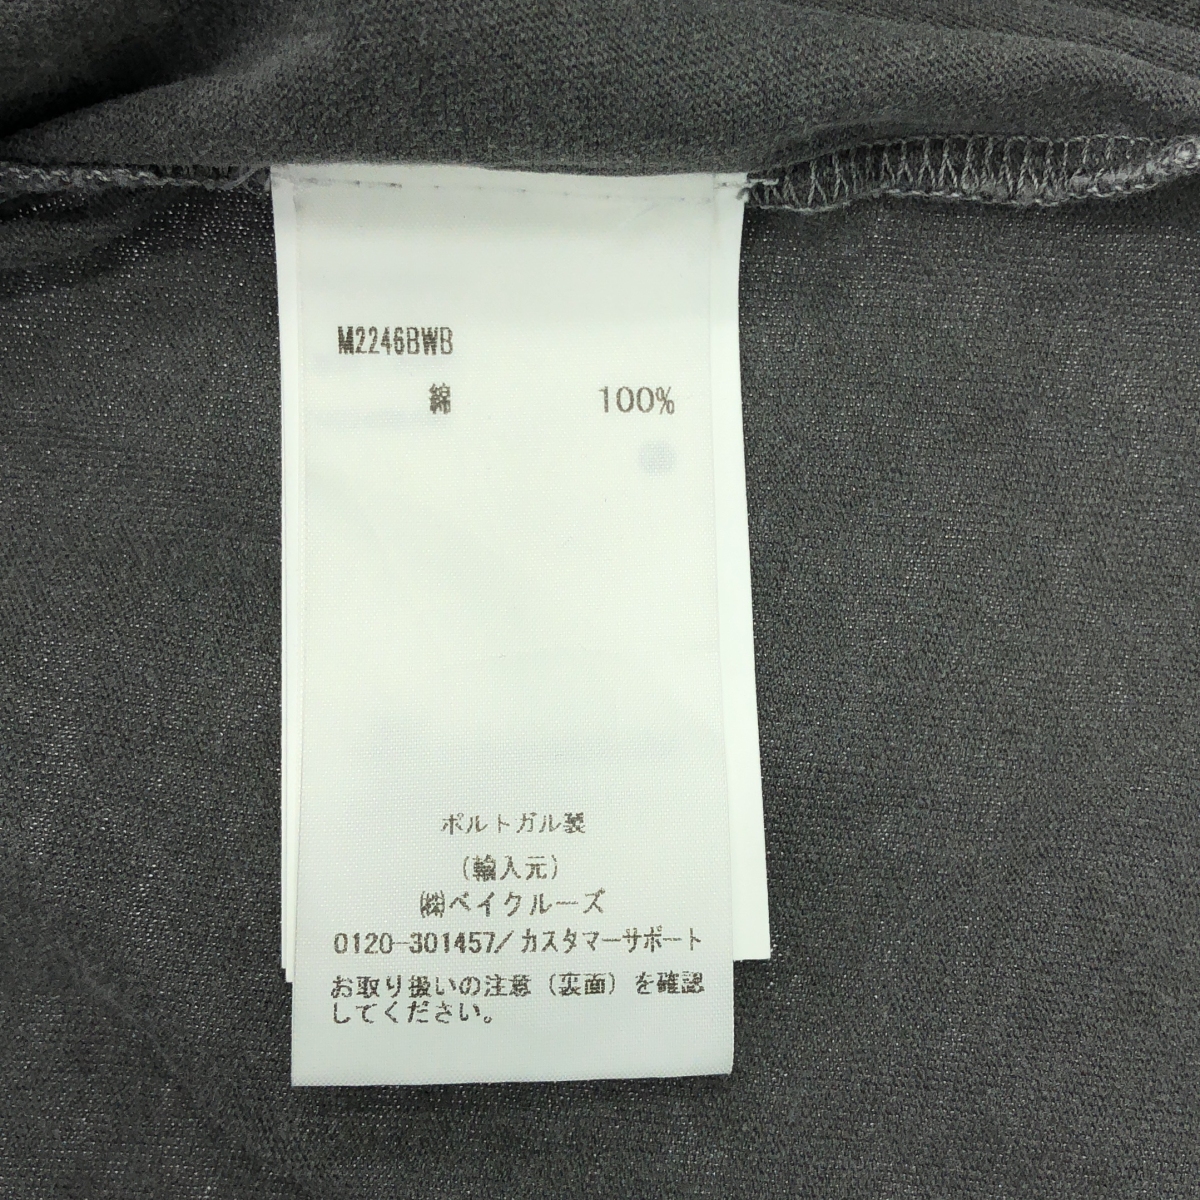 M2246BWB
綿 100%
ポルトガル製
(輸入元)
㈱ベイクルーズ
0120-301457/カスタマーサポート
お取り扱いの注意（裏面）を確認
してください。